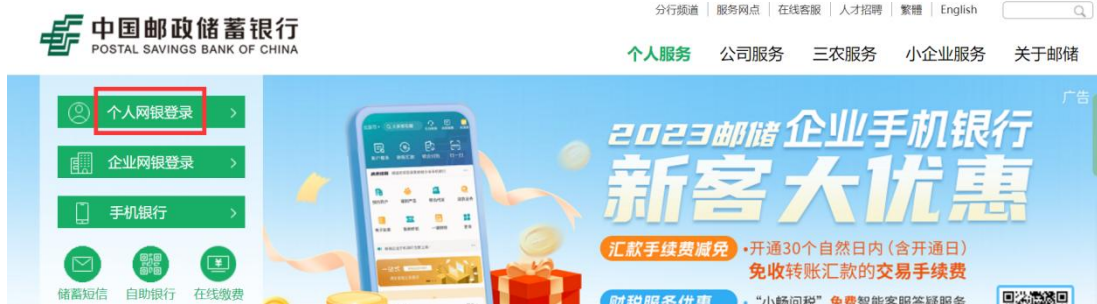 分行频道 | 服务网点 | 在线客服 | 人才招聘 | 繁體 | English
中国邮政储蓄银行
POSTAL SAVINGS BANK OF CHINA
个人服务 公司服务 三农服务 小企业服务 关于邮储
个人网银登录
企业网银登录
手机银行
储蓄短信 自助银行 在线缴费
广告
2023邮储企业手机银行
新客大优惠
汇款手续费减免 •开通30个自然日内(含开通日)
免收转账汇款的交易手续费
财税服务优惠 •“小畅问税”免费智能客服答疑服务